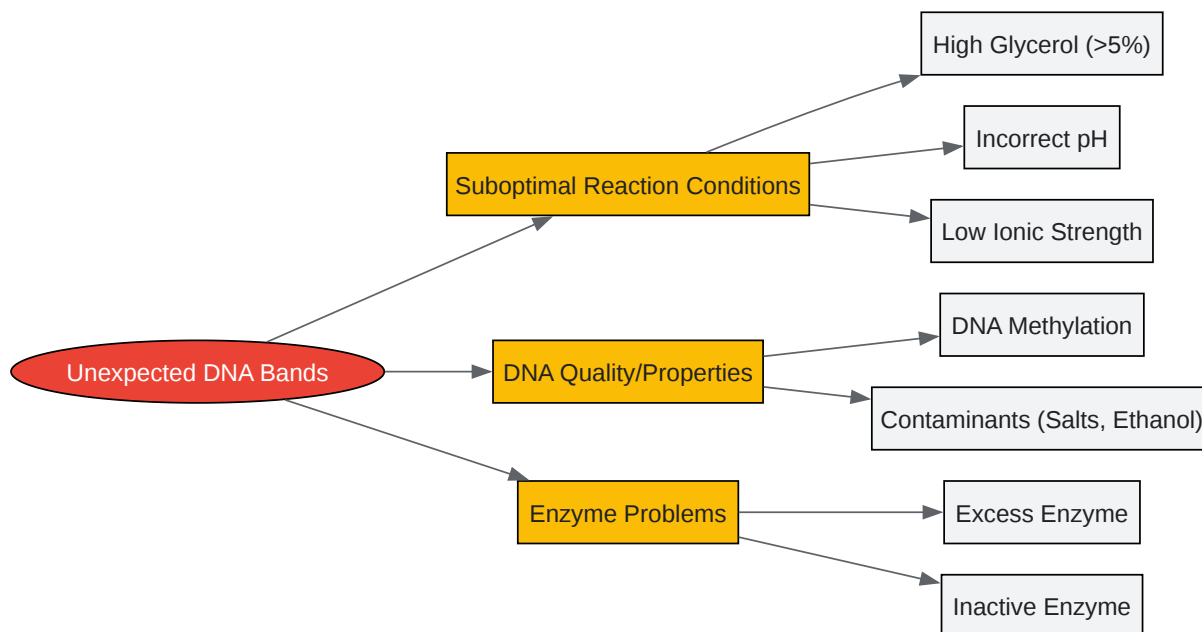 High Glycerol (>5%)
Incorrect pH
Suboptimal Reaction Conditions
Low Ionic Strength
DNA Methylation
Unexpected DNA Bands
DNA Quality/Properties
Contaminants (Salts, Ethanol)
Enzyme Problems
Excess Enzyme
Inactive Enzyme